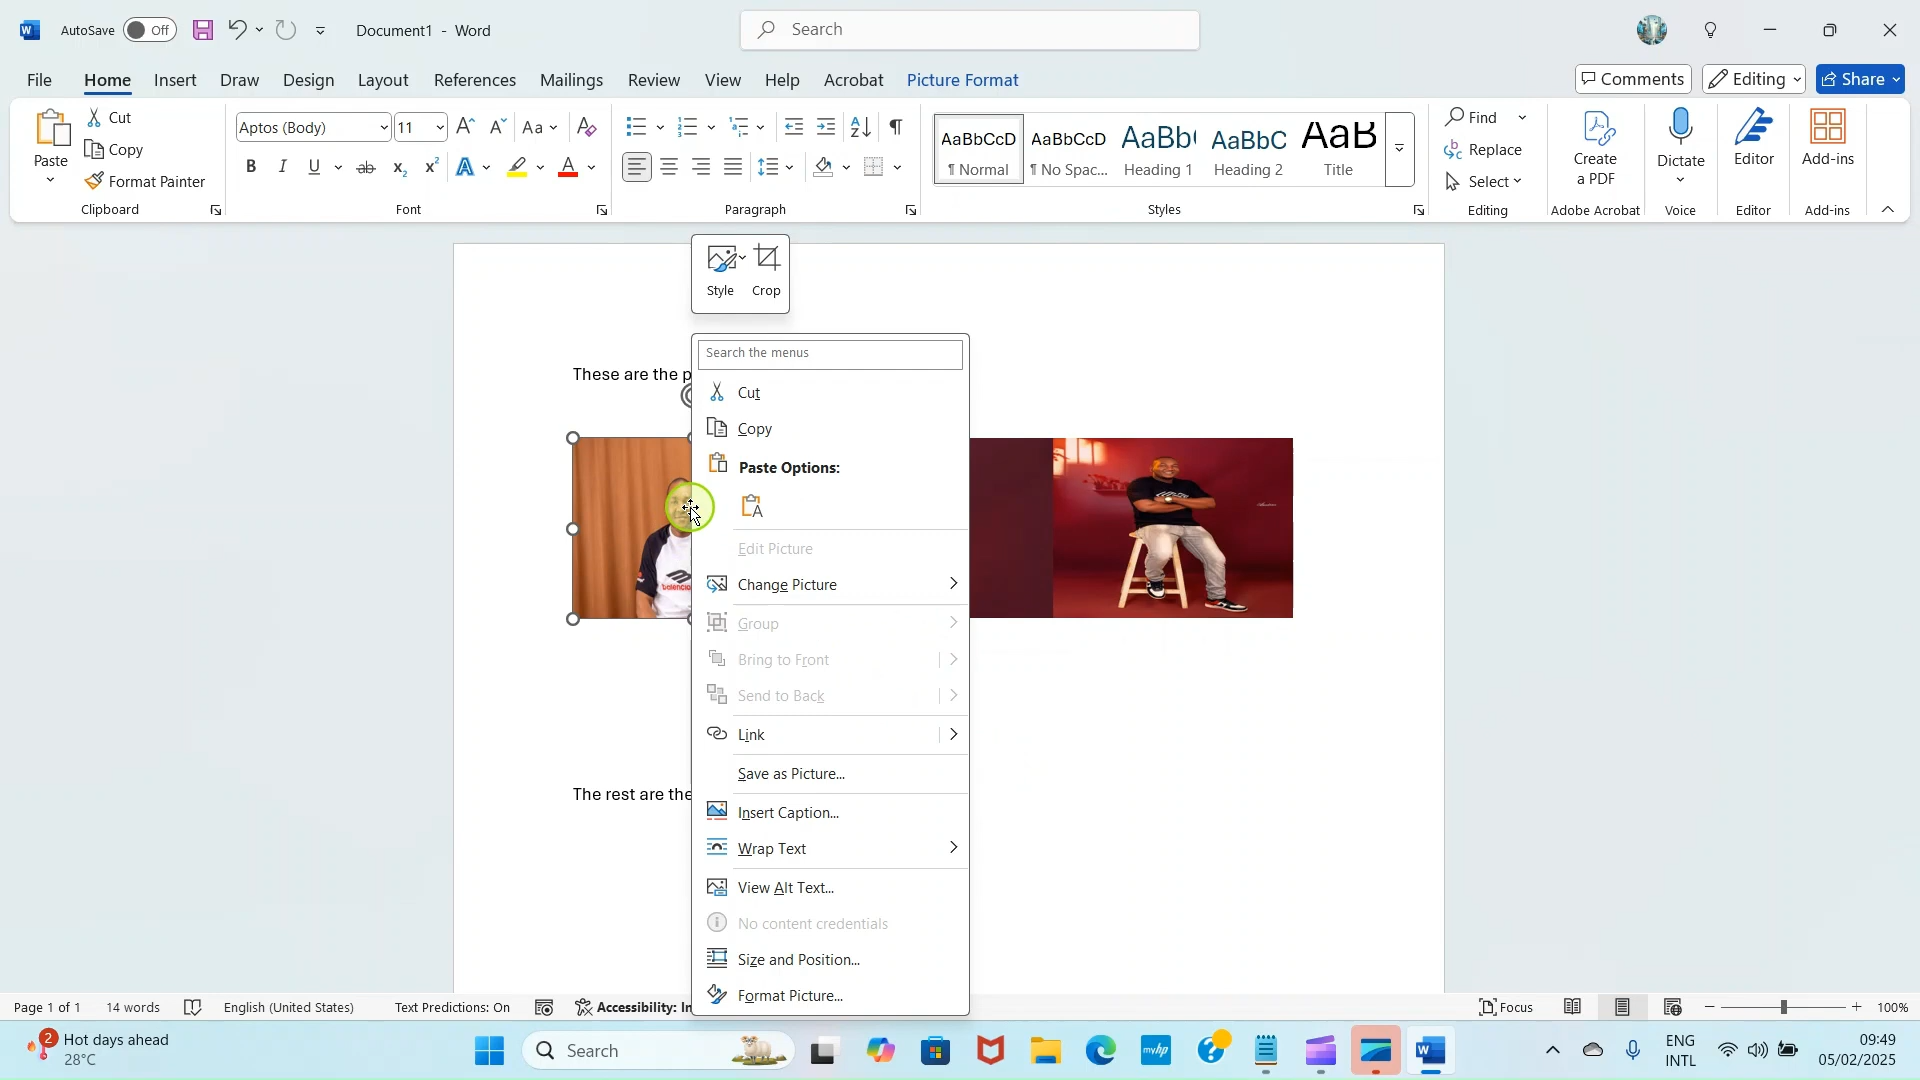 AutoSave Off Document1 - Word Search
File Home Insert Draw Design Layout References Mailings Review View Help Acrobat Picture Format Comments Editing Share
Paste Cut Copy Format Painter
Clipboard
Aptos (Body) 11 Aa
B I U ab x₂ x² A A
Font
Paragraph
AaBbCcD AaBbCcD AaBb( AaBbC AaB
¶ Normal ¶ No Spac... Heading 1 Heading 2 Title
Styles
Find
Replace
Select
Editing
Create
a PDF
Adobe Acrobat
Dictate
Voice
Editor
Editor
Add-ins
Add-ins
Style Crop
Search the menus
These are the p
Cut
Copy
Paste Options:
Edit Picture
Change Picture
Group
Bring to Front
Send to Back
Link
Save as Picture...
The rest are the
Insert Caption...
Wrap Text
View Alt Text...
No content credentials
Size and Position...
Format Picture...
Page 1 of 1 14 words English (United States) Text Predictions: On Accessibility: In Focus 100%
2 Hot days ahead
28°C
Search
myhp
ENG
INTL
09:49
05/02/2025